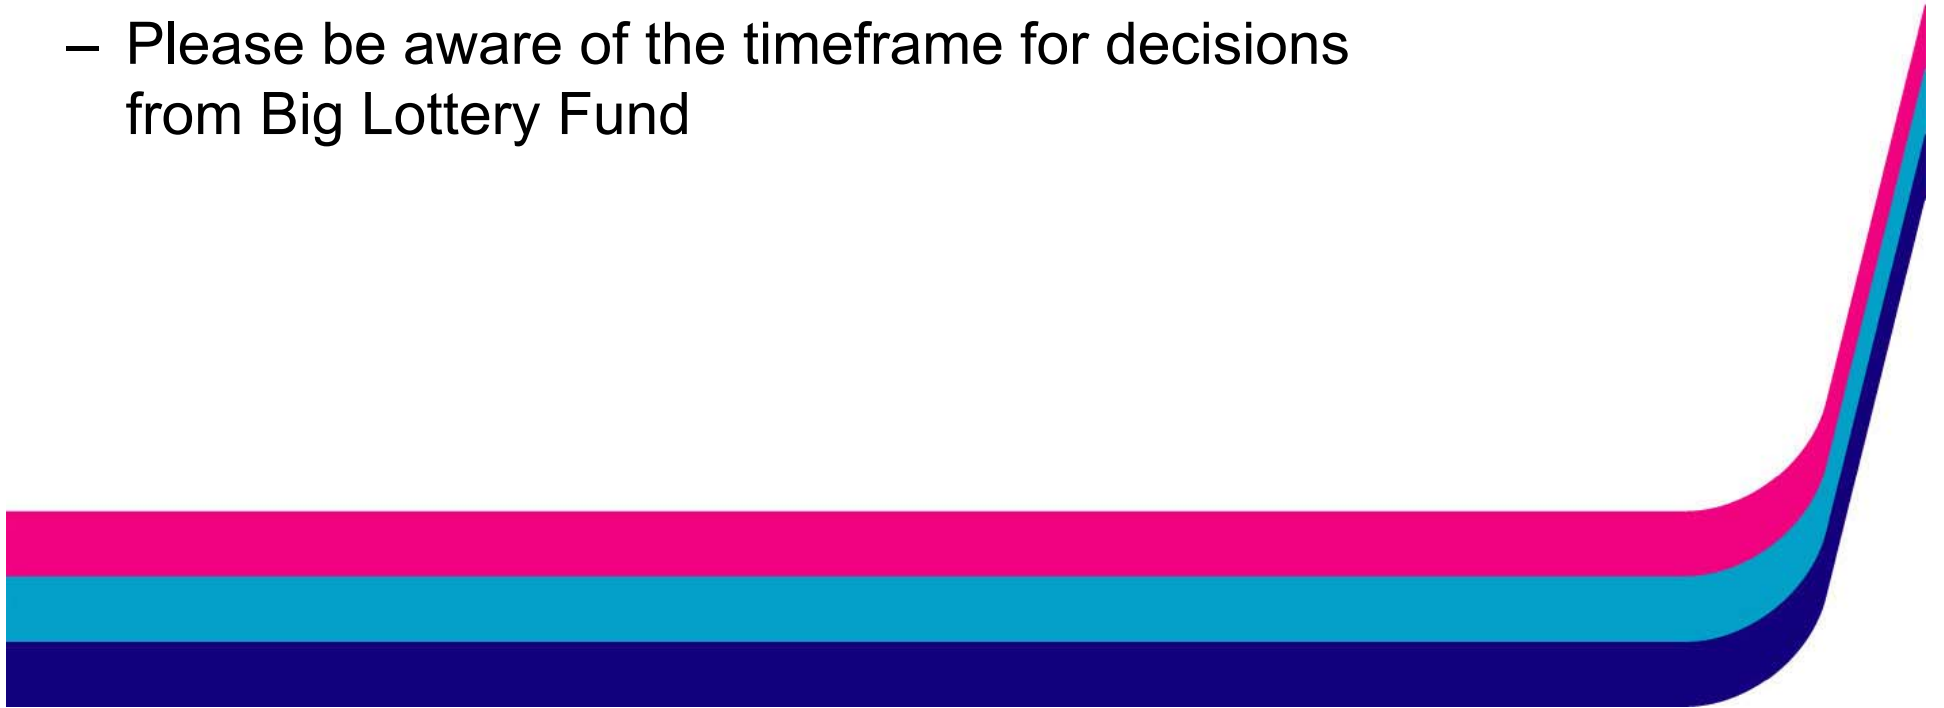 – Please be aware of the timeframe for decisions
from Big Lottery Fund